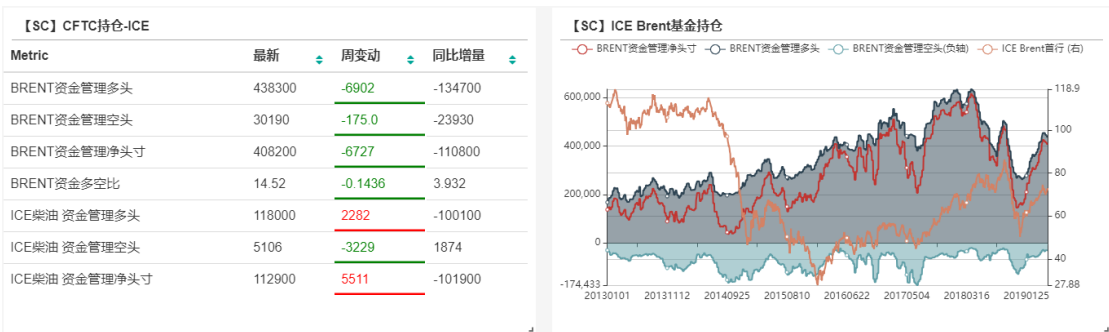 【SC】CFTC持仓-ICE
Metric 最新 周变动 同比增量
BRENT资金管理多头 438300 -6902 -134700
BRENT资金管理空头 30190 -175.0 -23930
BRENT资金管理净头寸 408200 -6727 -110800
BRENT资金多空比 14.52 -0.1436 3.932
ICE柴油 资金管理多头 118000 2282 -100100
ICE柴油 资金管理空头 5106 -3229 1874
ICE柴油 资金管理净头寸 112900 5511 -101900
【SC】ICE Brent基金持仓
BRENT资金管理净头寸 BRENT资金管理多头 BRENT资金管理空头(负轴) ICE Brent首行 (右)
118.9
600,000
100
400,000
80
200,000
60
0
40
-174,433 27.88
20130101 20131112 20140925 20150810 20160622 20170504 20180316 20190125